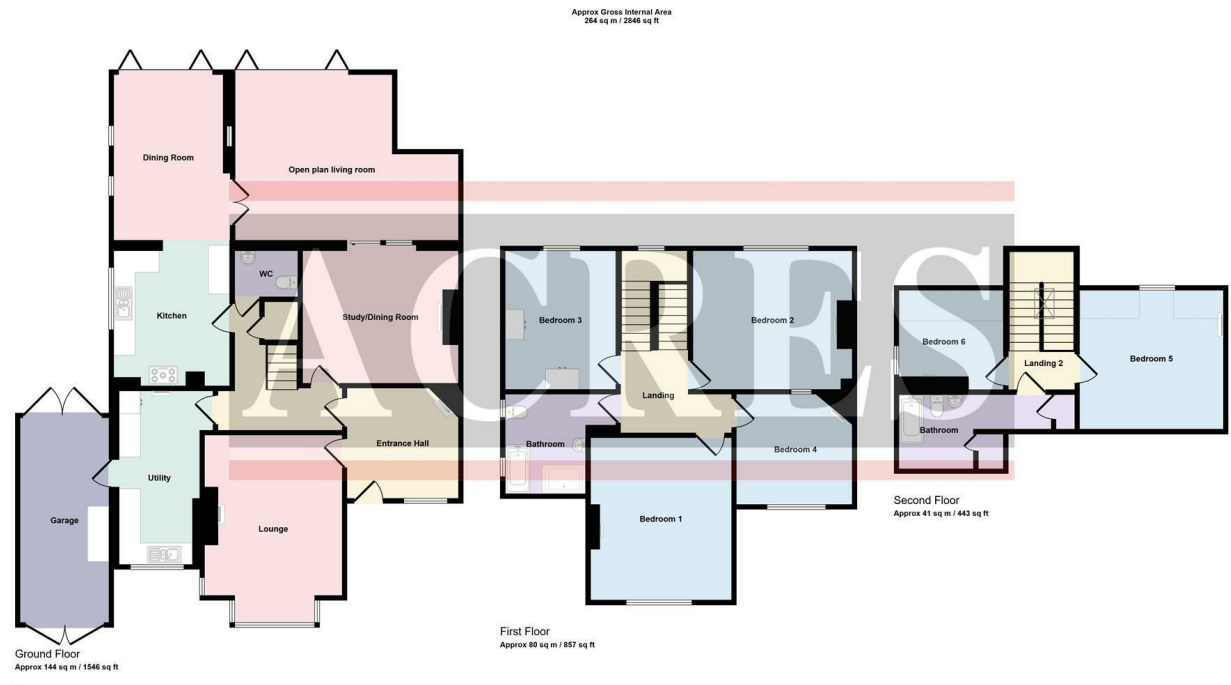 Approx Gross Internal Area
264 sq m / 2846 sq ft
Dining Room
Open plan living room
WC
Kitchen
Study/Dining Room
Entrance Hall
Utility
Garage
Lounge
Ground Floor
Approx 144 sq m / 1546 sq ft
ACRES
Bedroom 3
Bedroom 2
Landing
Bathroom
Bedroom 4
Bedroom 1
First Floor
Approx 80 sq m / 857 sq ft
Bedroom 6
Landing 2
Bedroom 5
Bathroom
Second Floor
Approx 41 sq m / 443 sq ft